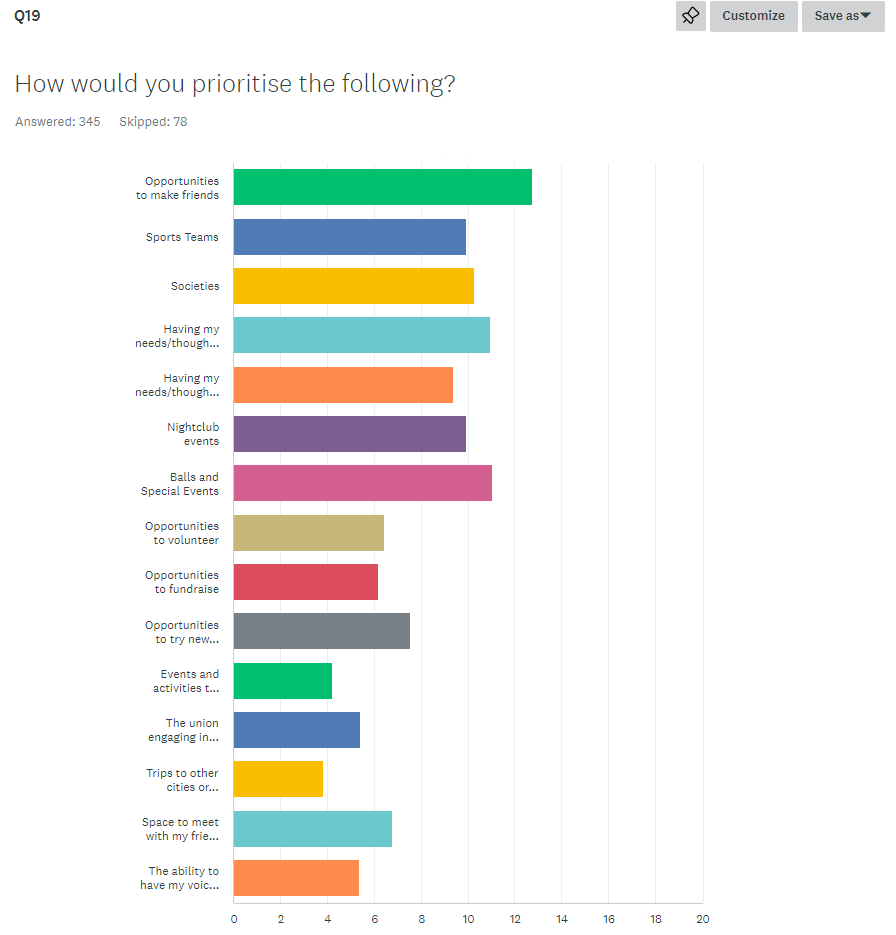 Q19
Customize
Save as
How would you prioritise the following?
Answered: 345 Skipped: 78
Opportunities
to make friends
Sports Teams
Societies
Having my
needs/though...
Having my
needs/though...
Nightclub
events
Balls and
Special Events
Opportunities
to volunteer
Opportunities
to fundraise
Opportunities
to try new...
Events and
activities t...
The union
engaging in...
Trips to other
cities or...
Space to meet
with my frie...
The ability to
have my voic...
0 2 4 6 8 10 12 14 16 18 20